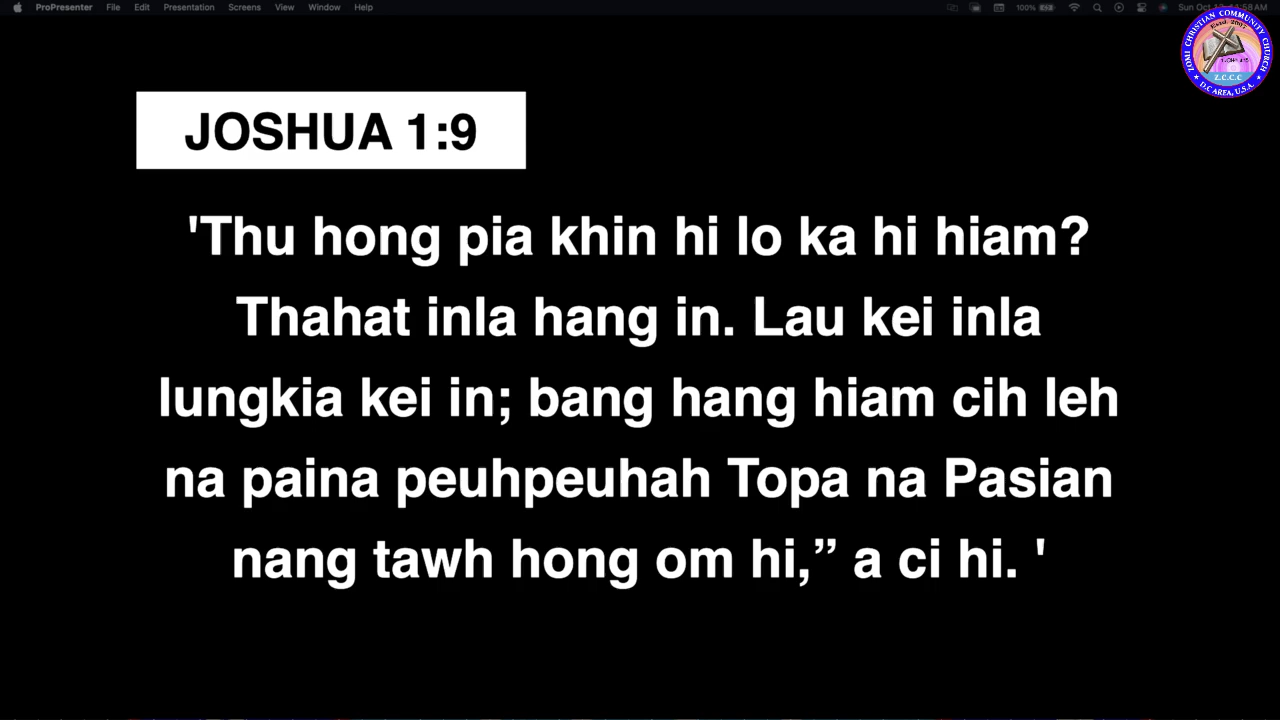 ProPresenter File Edit Presentation Screens View Window Help
100%
JOSHUA 1:9
'Thu hong pia khin hi lo ka hi hiam?
Thahat inla hang in. Lau kei inla
lungkia kei in; bang hang hiam cih leh
na paina peuhpeuhah Topa na Pasian
nang tawh hong om hi,” a ci hi. '
ZOMI CHRISTIAN COMMUNITY CHURCH
Z.C.C.C
D.C AREA, U.S.A